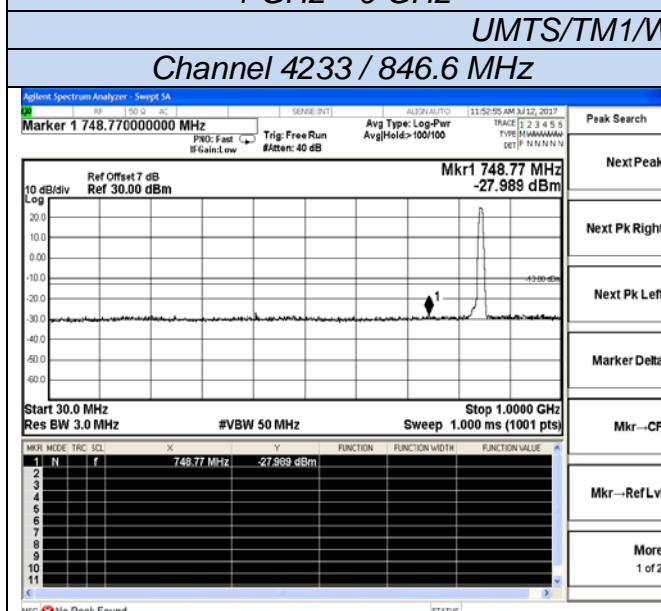 UMTS/TM1/W
Channel 4233 / 846.6 MHz
Agilent Spectrum Analyzer - Swept SA
RF 50 Ω AC SENSE:INT ALIGN AUTO 11:52:55 AM Jul 12, 2017
Marker 1 748.770000000 MHz
PNO: Fast
IFGain:Low
Trig: Free Run
#Atten: 40 dB
Avg Type: Log-Pwr
Avg|Hold>100/100
TRACE 1 2 3 4 5 6
TYPE MWWWWW
DET P NNNNN
Peak Search
Next Peak
Next Pk Right
Next Pk Left
Marker Delta
Mkr→CF
Mkr→RefLvl
More
1 of 2
Mkr1 748.77 MHz
-27.989 dBm
Ref Offset 7 dB
10 dB/div Ref 30.00 dBm
Log
20.0
10.0
0.00
-10.0
-13.00 dBm
-20.0
1
-30.0
-40.0
-50.0
-60.0
Start 30.0 MHz Stop 1.0000 GHz
Res BW 3.0 MHz #VBW 50 MHz Sweep 1.000 ms (1001 pts)
MKR MODE TRC SCL X Y FUNCTION FUNCTION WIDTH FUNCTION VALUE
1 N f 748.77 MHz -27.989 dBm
2
3
4
5
6
7
8
9
10
11
MSG No Peak Found STATUS